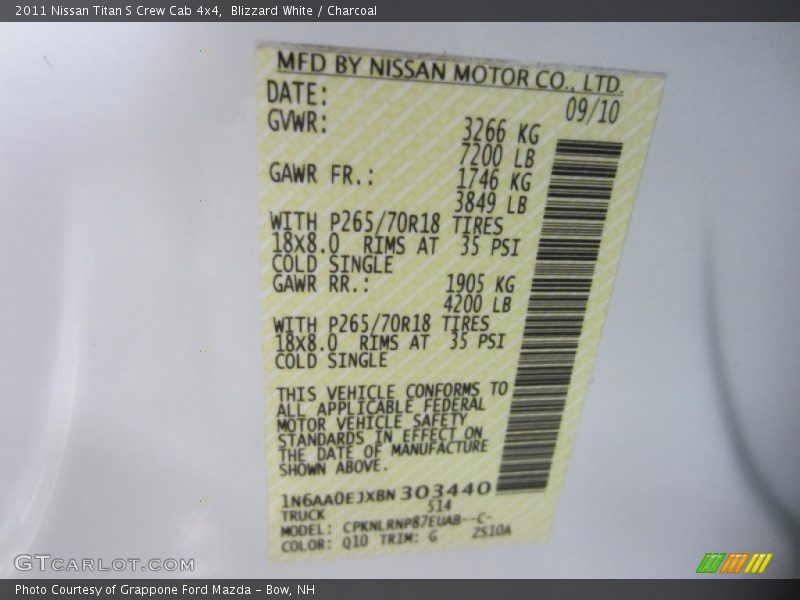 2011 Nissan Titan S Crew Cab 4x4,  Blizzard White / Charcoal
MFD BY NISSAN MOTOR CO., LTD.
DATE: 09/10
GVWR: 3266 KG
7200 LB
GAWR FR.: 1746 KG
3849 LB
WITH P265/70R18 TIRES
18X8.0 RIMS AT 35 PSI
COLD SINGLE
GAWR RR.: 1905 KG
4200 LB
WITH P265/70R18 TIRES
18X8.0 RIMS AT 35 PSI
COLD SINGLE
THIS VEHICLE CONFORMS TO
ALL APPLICABLE FEDERAL
MOTOR VEHICLE SAFETY
STANDARDS IN EFFECT ON
THE DATE OF MANUFACTURE
SHOWN ABOVE.
1N6AA0EJXBN303440
TRUCK S14
MODEL: CPKNLRNP87EUAB--C-
COLOR: Q10 TRIM: G ZS10A
GTCARLOT.COM
Photo Courtesy of Grappone Ford Mazda – Bow, NH